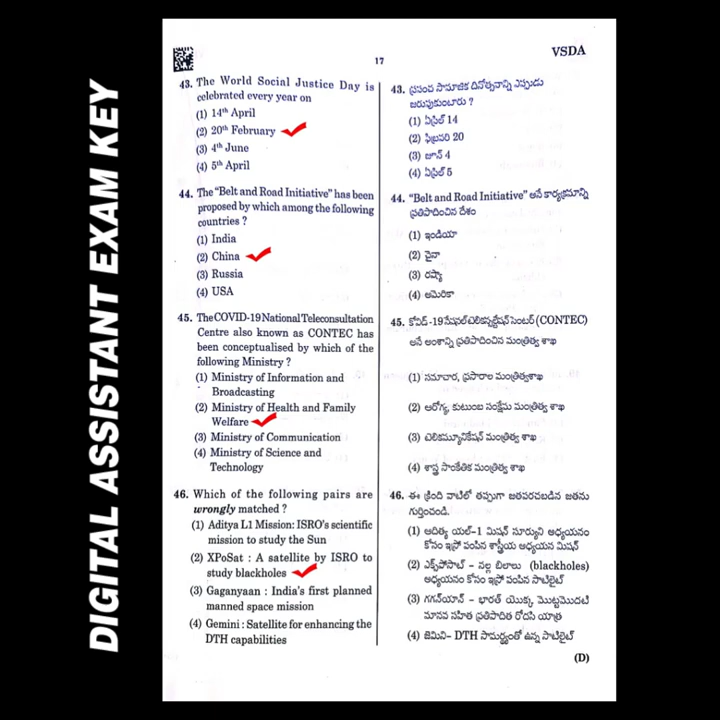 DIGITAL ASSISTANT EXAM KEY
VSDA
17
43. The World Social Justice Day is
celebrated every year on
(1) 14th April
(2) 20th February
(3) 4th June
(4) 5th April
44. The “Belt and Road Initiative” has been
proposed by which among the following
countries ?
(1) India
(2) China
(3) Russia
(4) USA
45. The COVID-19 National Teleconsultation
Centre also known as CONTEC has
been conceptualised by which of the
following Ministry ?
(1) Ministry of Information and
Broadcasting
(2) Ministry of Health and Family
Welfare
(3) Ministry of Communication
(4) Ministry of Science and
Technology
46. Which of the following pairs are
wrongly matched ?
(1) Aditya L1 Mission: ISRO's scientific
mission to study the Sun
(2) XPoSat : A satellite by ISRO to
study blackholes
(3) Gaganyaan : India's first planned
manned space mission
(4) Gemini : Satellite for enhancing the
DTH capabilities
43. ప్రపంచ సామాజిక దినోత్సవాన్ని ఎప్పుడు
జరుపుకుంటారు ?
(1) ఏప్రిల్ 14
(2) ఫిబ్రవరి 20
(3) జూన్ 4
(4) ఏప్రిల్ 5
44. “Belt and Road Initiative” అనే కార్యక్రమాన్ని
ప్రతిపాదించిన దేశం
(1) ఇండియా
(2) చైనా
(3) రష్యా
(4) అమెరికా
45. కోవిడ్ -19 నేషనల్ టెలికన్సల్టేషన్ సెంటర్ (CONTEC)
అనే అంశాన్ని ప్రతిపాదించిన మంత్రిత్వ శాఖ
(1) సమాచార, ప్రసారాల మంత్రిత్వశాఖ
(2) ఆరోగ్య, కుటుంబ సంక్షేమ మంత్రిత్వ శాఖ
(3) టెలికమ్యూనికేషన్ మంత్రిత్వ శాఖ
(4) శాస్త్ర సాంకేతిక మంత్రిత్వ శాఖ
46. ఈ క్రింది వాటిలో తప్పుగా జతపరచబడిన జతను
గుర్తించండి.
(1) ఆదిత్య యల్-1 మిషన్ సూర్యుని అధ్యయనం
కోసం ఇస్రో పంపిన శాస్త్రీయ అధ్యయన మిషన్
(2) ఎక్స్‌పోసాట్ - నల్ల బిలాలు (blackholes)
అధ్యయనం కోసం ఇస్రో పంపిన సాటిలైట్
(3) గగన్‌యాన్ - భారత్ యొక్క మొట్టమొదటి
మానవ సహిత ప్రతిపాదిత రోదసి యాత్ర
(4) జెమిని- DTH సామర్థ్యంతో ఉన్న సాటిలైట్
(D)